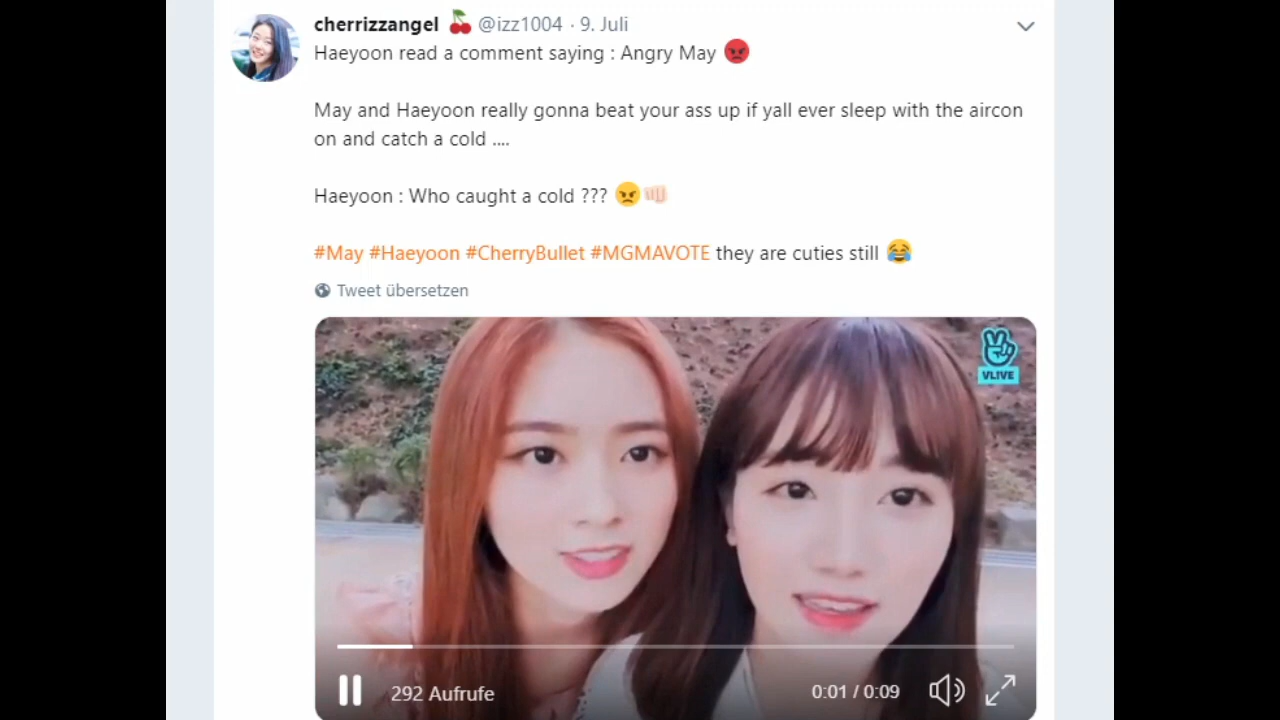 cherrizzangel 🍒 @izz1004 · 9. Juli
Haeyoon read a comment saying : Angry May 😡
May and Haeyoon really gonna beat your ass up if yall ever sleep with the aircon
on and catch a cold ....
Haeyoon : Who caught a cold ??? 😠👊🏻
#May #Haeyoon #CherryBullet #MGMAVOTE they are cuties still 😂
Tweet übersetzen
VLIVE
292 Aufrufe
0:01 / 0:09